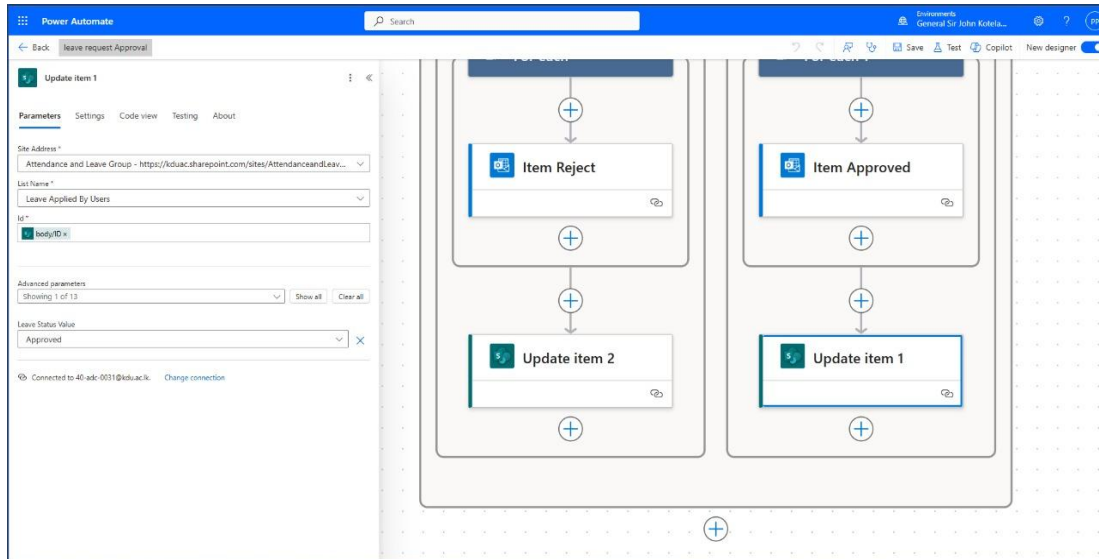 Power Automate
Search
Environments
General Sir John Kotela...
Back
leave request Approval
Save
Test
Copilot
New designer
Update item 1
Parameters
Settings
Code view
Testing
About
Site Address *
Attendance and Leave Group - https://kduac.sharepoint.com/sites/AttendanceandLeav...
List Name *
Leave Applied By Users
Id *
body/ID ×
Advanced parameters
Showing 1 of 13
Show all
Clear all
Leave Status Value
Approved
Connected to 40-adc-0031@kdu.ac.lk.
Change connection
Item Reject
Item Approved
Update item 2
Update item 1